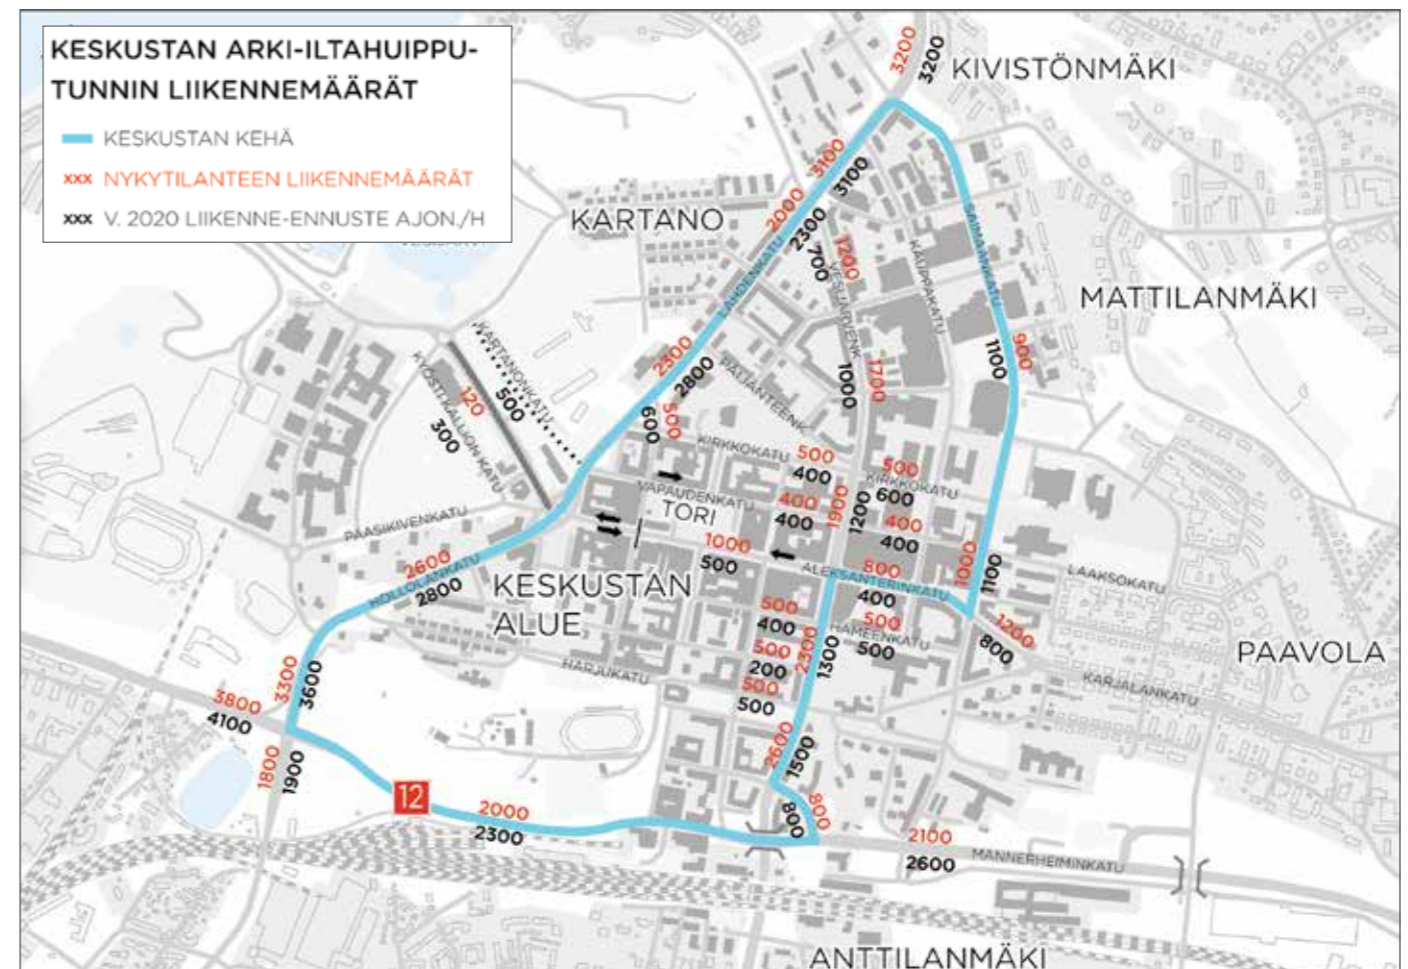 KESKUSTAN ARKI-ILTAHUIPPU-
TUNNIN LIIKENNEMÄÄRÄT
KESKUSTAN KEHÄ
xxx NYKYTILANTEEN LIIKENNEMÄÄRÄT
xxx V. 2020 LIIKENNE-ENNUSTE AJON./H
3200
3200
KIVISTÖNMÄKI
3100
3100
2000
2300
KARTANO
LAHDENKATU
700
1200
VESIJÄRVENK.
KAUPPAKATU
SAIMAANKATU
MATTILANMÄKI
900
1100
KARTANONKATU
KYÖSTI KALLION KATU
120
500
300
2300
2800
PÄIJÄNTEENK.
1000
1700
600
500
KIRKKOKATU
500
400
500
KIRKKOKATU
600
VAPAUDENKATU
TORI
400
400
1900
1200
400
400
PAASIKIVENKATU
1000
500
800
ALEKSANTERINKATU
400
1000
1100
LAAKSOKATU
2600
HOLLOLANKATU
2800
KESKUSTAN
ALUE
500
400
500
HÄMEENKATU
500
1200
800
PAAVOLA
500
200
2300
1300
HARJUKATU
500
500
KARJALANKATU
3300
3600
3800
4100
1800
1900
2600
1500
12
2000
2300
800
800
2100
2600
MANNERHEIMINKATU
ANTTILANMÄKI